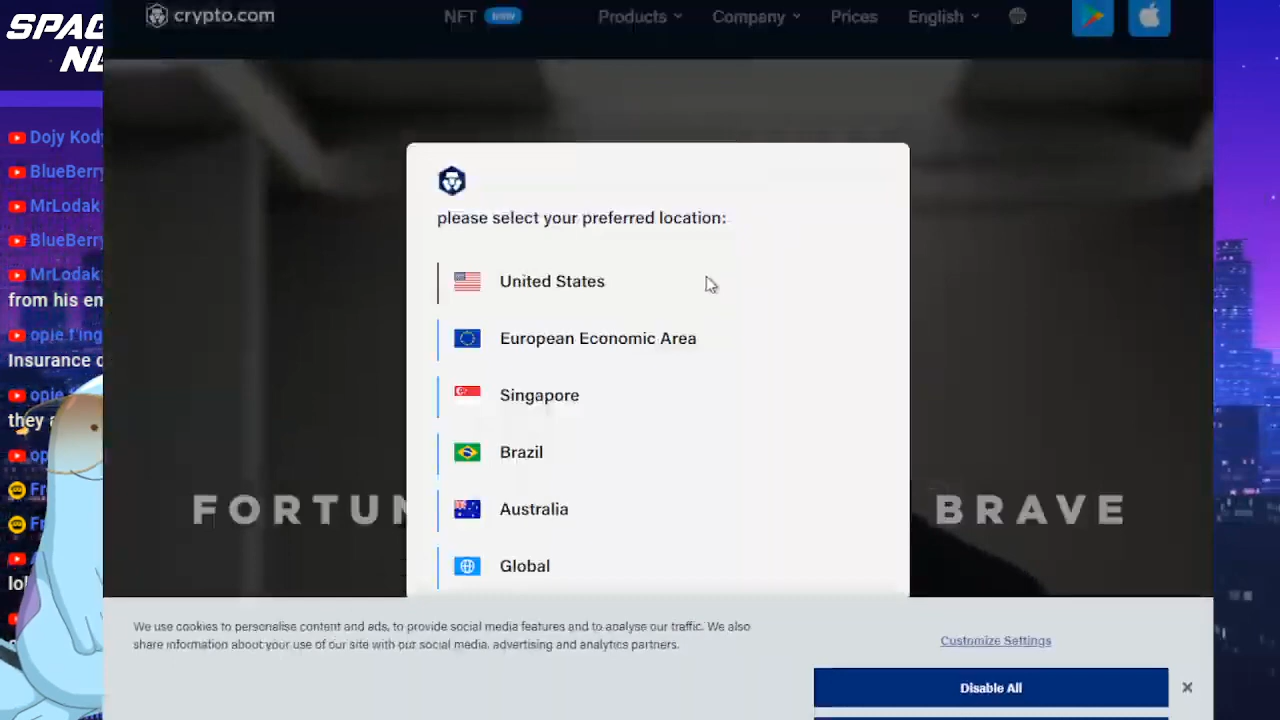 crypto.com
NFT
Products
Company
Prices
English
Dojy Kod
BlueBerry
MrLodak
BlueBerry
MrLodak
from his en
Insurance
they
lol
please select your preferred location:
United States
European Economic Area
Singapore
Brazil
Australia
Global
FORTUN
BRAVE
We use cookies to personalise content and ads, to provide social media features and to analyse our traffic. We also
share information about your use of our site with our social media, advertising and analytics partners.
Customize Settings
Disable All